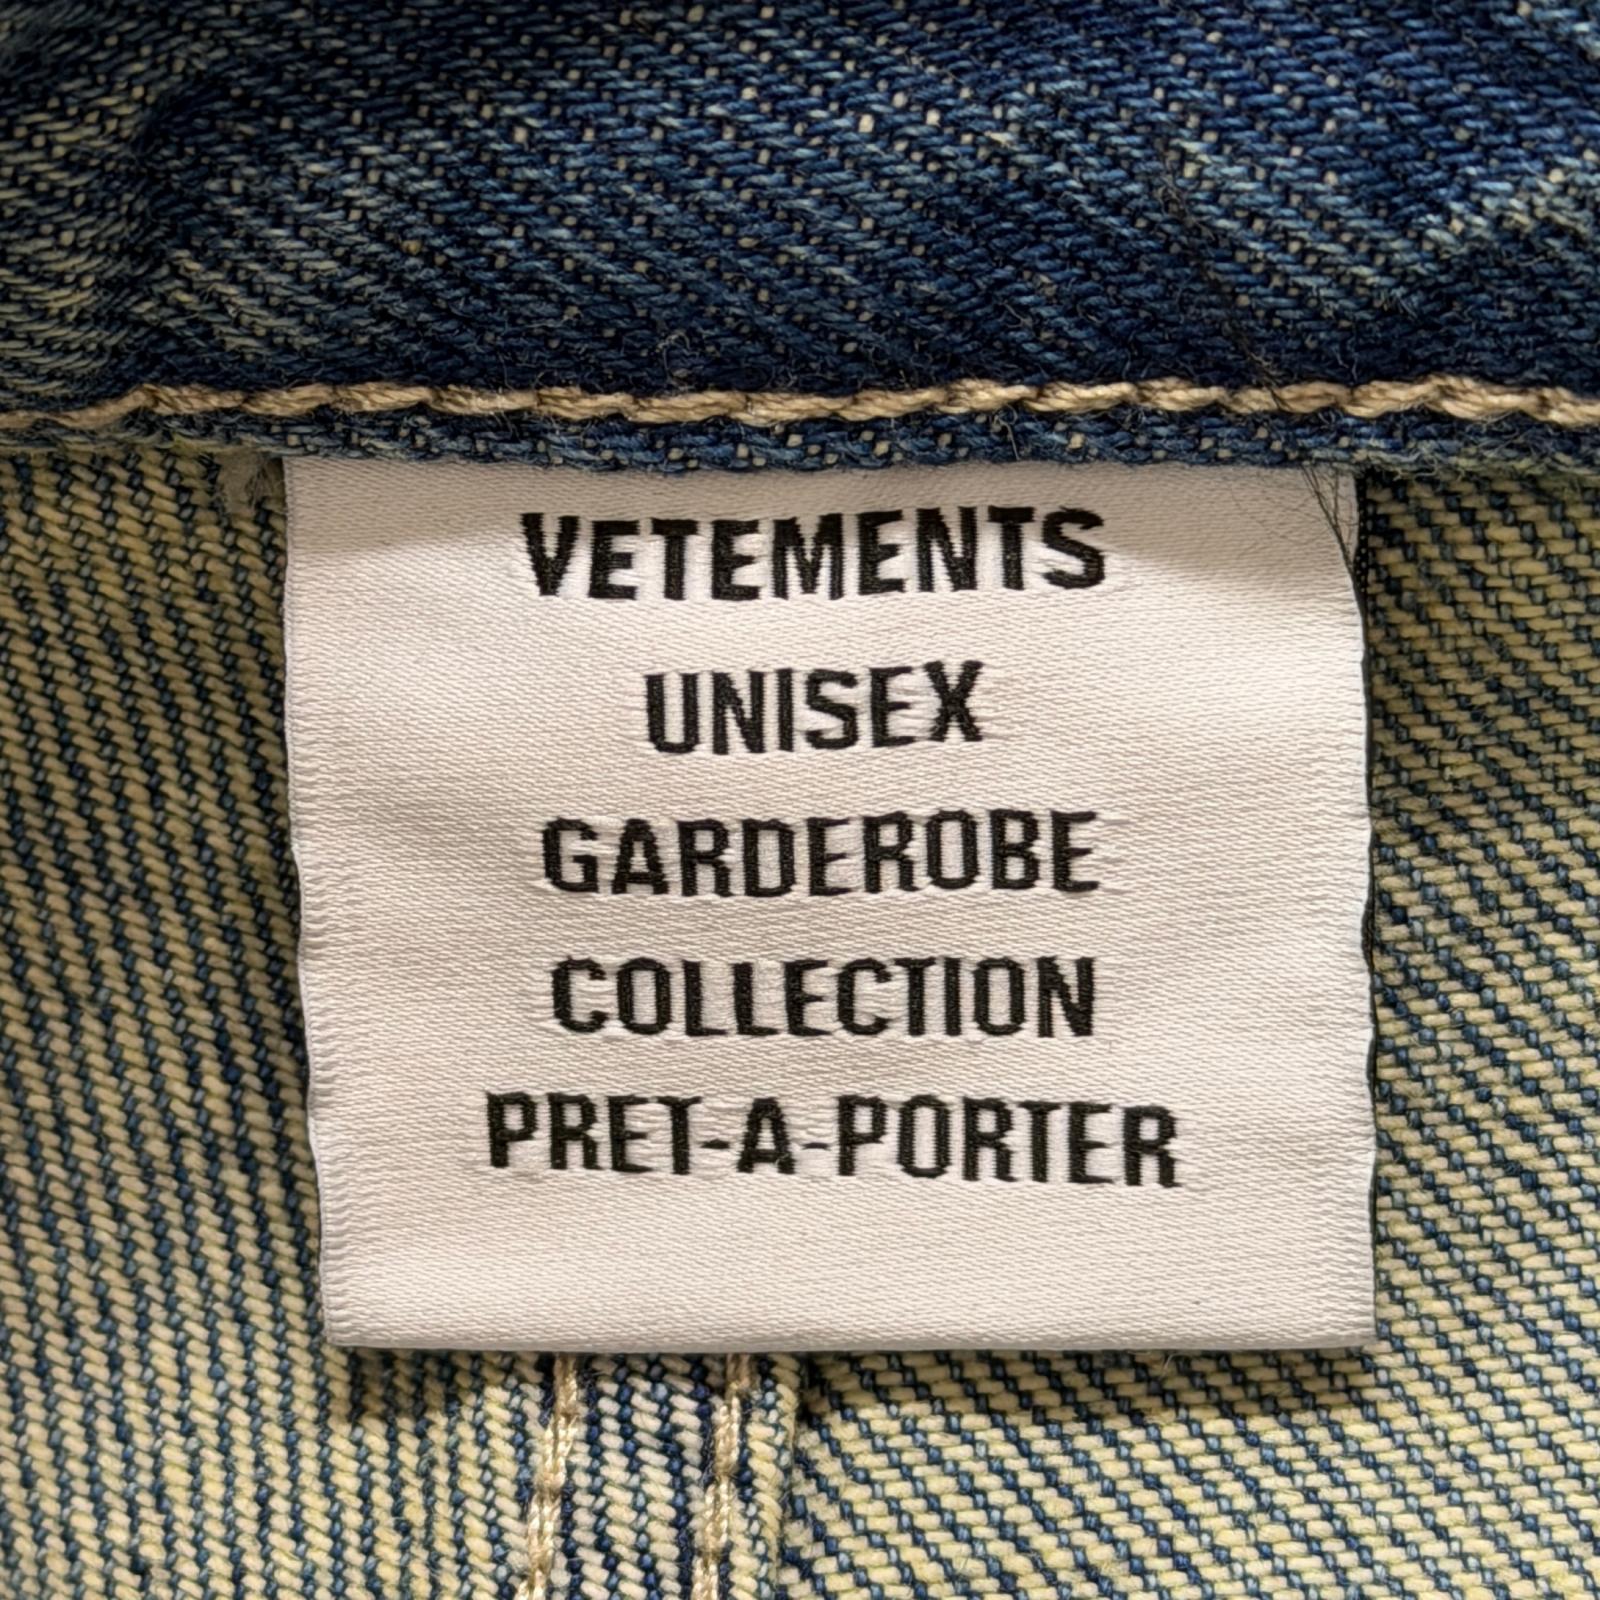 VETEMENTS
UNISEX
GARDEROBE
COLLECTION
PRET-A-PORTER